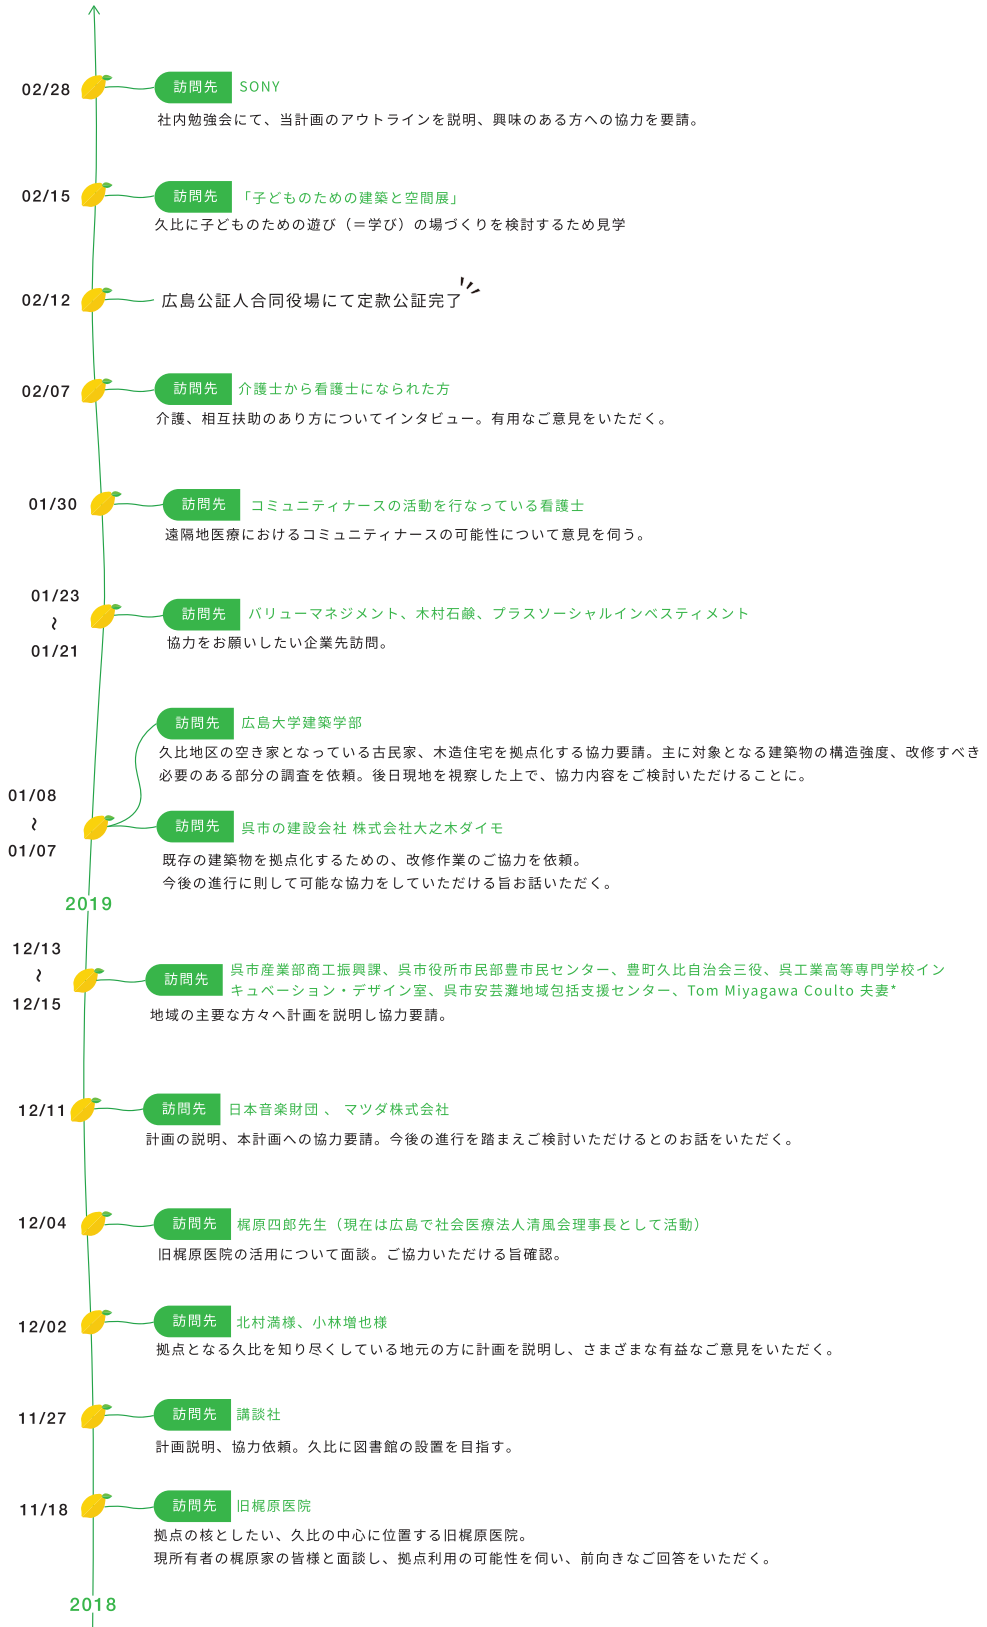 02/28
訪問先 SONY
社内勉強会にて、当計画のアウトラインを説明、興味のある方への協力を要請。
02/15
訪問先 「子どものための建築と空間展」
久比に子どものための遊び（＝学び）の場づくりを検討するため見学
02/12
広島公証人合同役場にて定款公証完了
02/07
訪問先 介護士から看護士になられた方
介護、相互扶助のあり方についてインタビュー。有用なご意見をいただく。
01/30
訪問先 コミュニティナースの活動を行なっている看護士
遠隔地医療におけるコミュニティナースの可能性について意見を伺う。
01/23
〜
01/21
訪問先 バリューマネジメント、木村石鹸、プラスソーシャルインベスティメント
協力をお願いしたい企業先訪問。
訪問先 広島大学建築学部
久比地区の空き家となっている古民家、木造住宅を拠点化する協力要請。主に対象となる建築物の構造強度、改修すべき
必要のある部分の調査を依頼。後日現地を視察した上で、協力内容をご検討いただけることに。
01/08
〜
01/07
訪問先 呉市の建設会社 株式会社大之木ダイモ
既存の建築物を拠点化するための、改修作業のご協力を依頼。
今後の進行に則して可能な協力をしていただける旨お話いただく。
2019
12/13
〜
12/15
訪問先 呉市産業部商工振興課、呉市役所市民部豊市民センター、豊町久比自治会三役、呉工業高等専門学校イン
キュベーション・デザイン室、呉市安芸灘地域包括支援センター、Tom Miyagawa Coulto 夫妻*
地域の主要な方々へ計画を説明し協力要請。
12/11
訪問先 日本音楽財団 、 マツダ株式会社
計画の説明、本計画への協力要請。今後の進行を踏まえご検討いただけるとのお話をいただく。
12/04
訪問先 梶原四郎先生（現在は広島で社会医療法人清風会理事長として活動）
旧梶原医院の活用について面談。ご協力いただける旨確認。
12/02
訪問先 北村満様、小林増也様
拠点となる久比を知り尽くしている地元の方に計画を説明し、さまざまな有益なご意見をいただく。
11/27
訪問先 講談社
計画説明、協力依頼。久比に図書館の設置を目指す。
11/18
訪問先 旧梶原医院
拠点の核としたい、久比の中心に位置する旧梶原医院。
現所有者の梶原家の皆様と面談し、拠点利用の可能性を伺い、前向きなご回答をいただく。
2018